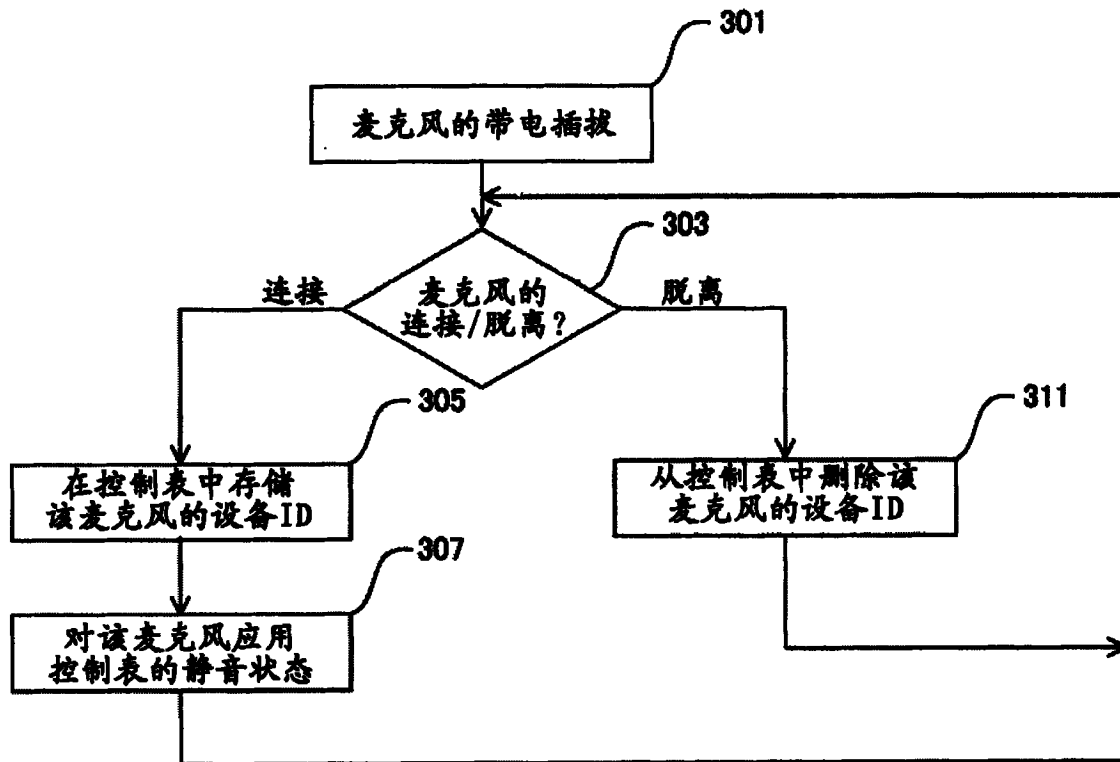 301
麦克风的带电插拔
303
连接
麦克风的
连接/脱离?
脱离
305
在控制表中存储
该麦克风的设备ID
311
从控制表中删除该
麦克风的设备ID
307
对该麦克风应用
控制表的静音状态